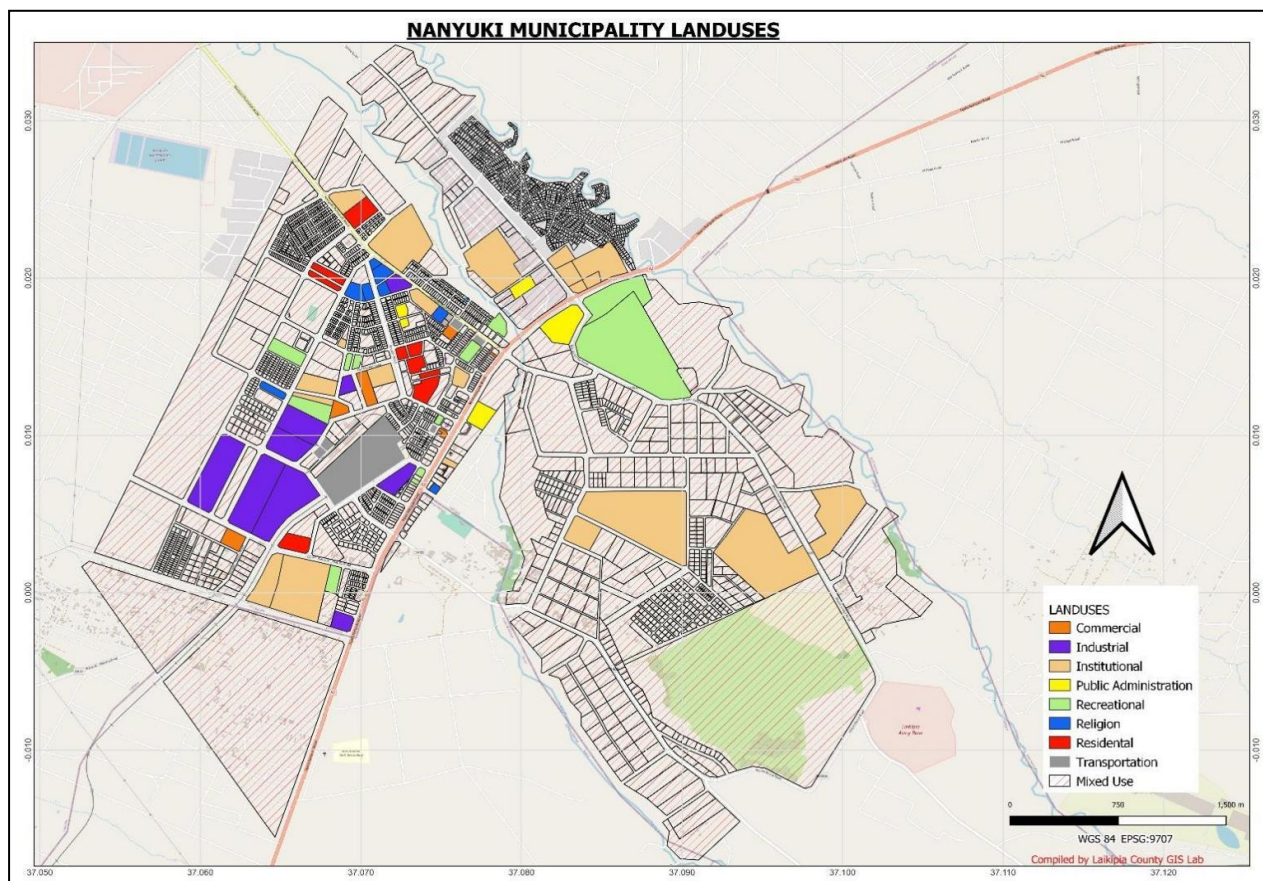 NANYUKI MUNICIPALITY LANDUSES
0.030
0.020
0.010
0.000
-0.010
0.030
0.020
0.010
0.000
-0.010
Laikipia
Army Base
LANDUSES
Commercial
Industrial
Institutional
Public Administration
Recreational
Religion
Residental
Transportation
Mixed Use
0
750
1,500 m
WGS 84 EPSG:9707
Compiled by Laikipia County GIS Lab
37.050
37.060
37.070
37.080
37.090
37.100
37.110
37.120